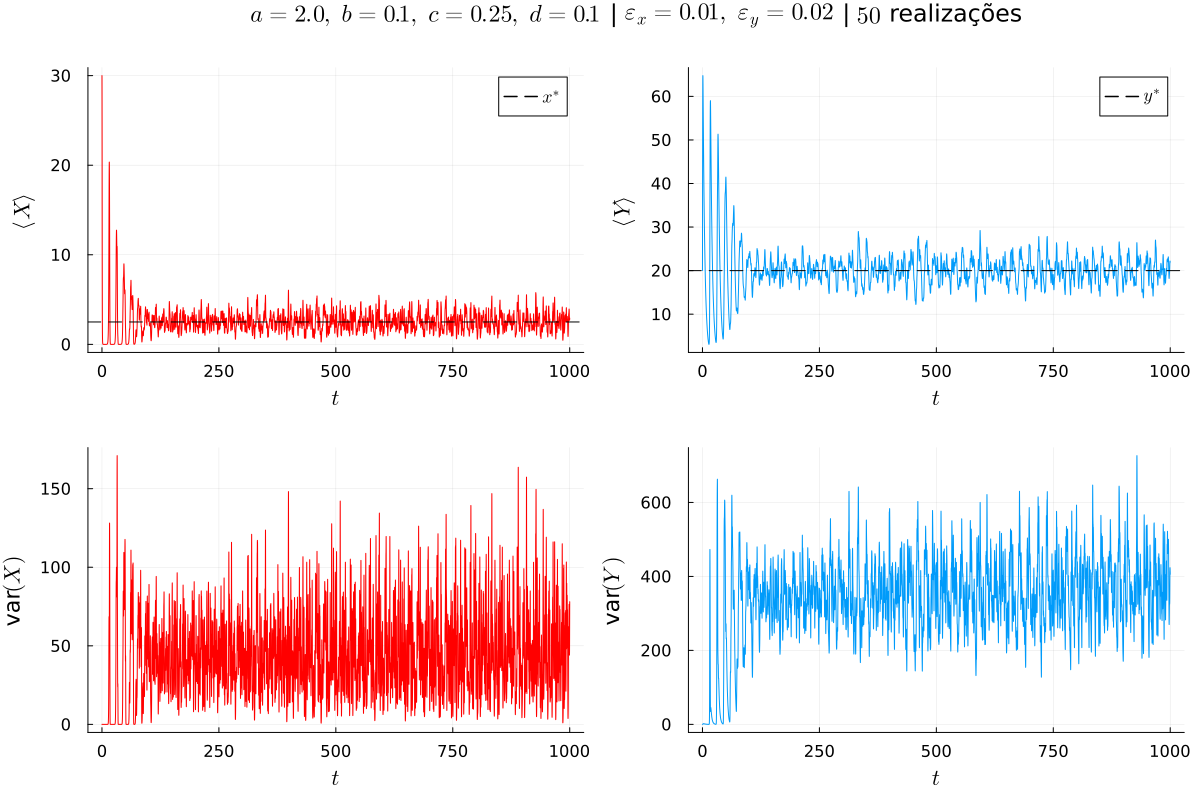 a = 2.0, b = 0.1, c = 0.25, d = 0.1 | εₓ = 0.01, ε_y = 0.02 | 50 realizações
30
20
10
0
⟨X⟩
x*
0 250 500 750 1000
t
60
50
40
30
20
10
⟨Y⟩
y*
0 250 500 750 1000
t
150
100
50
0
var(X)
0 250 500 750 1000
t
600
400
200
0
var(Y)
0 250 500 750 1000
t